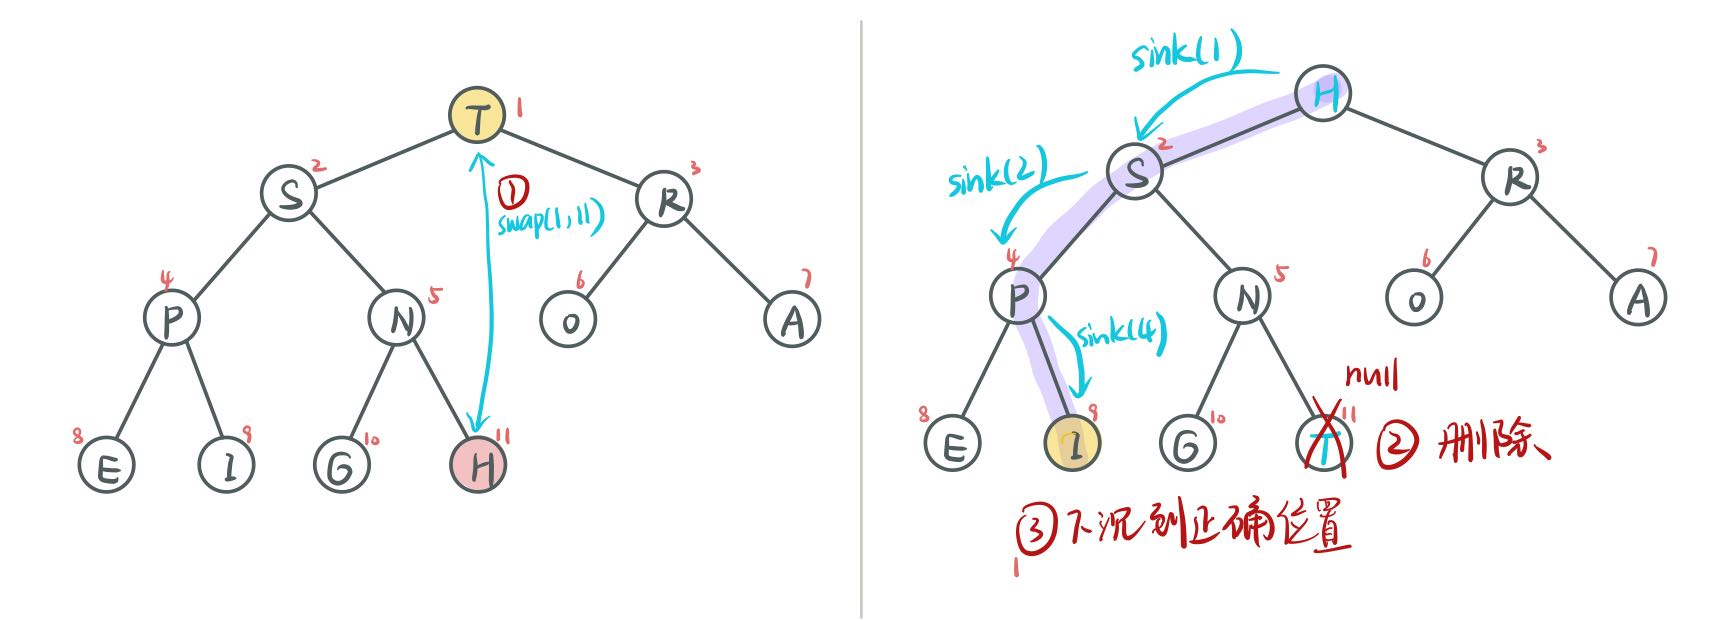 T 1
S 2
R 3
① swap(1,11)
P 4
N 5
O 6
A 7
E 8
I 9
G 10
H 11
sink(1)
H
sink(2)
S 2
R 3
P 4
sink(4)
N 5
O 6
A 7
null
E 8
I 9
G 10
T 11
② 删除、
③ 下沉到正确位置
1